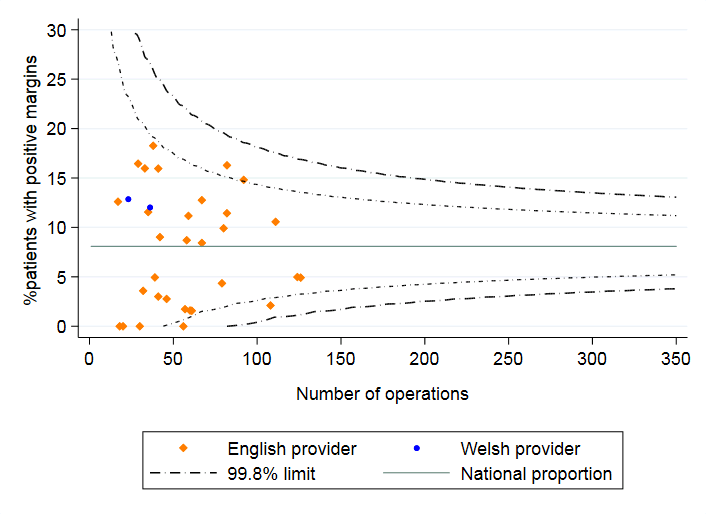 %patients with positive margins
30
25
20
15
10
5
0
0 50 100 150 200 250 300 350
Number of operations
English provider Welsh provider
99.8% limit National proportion